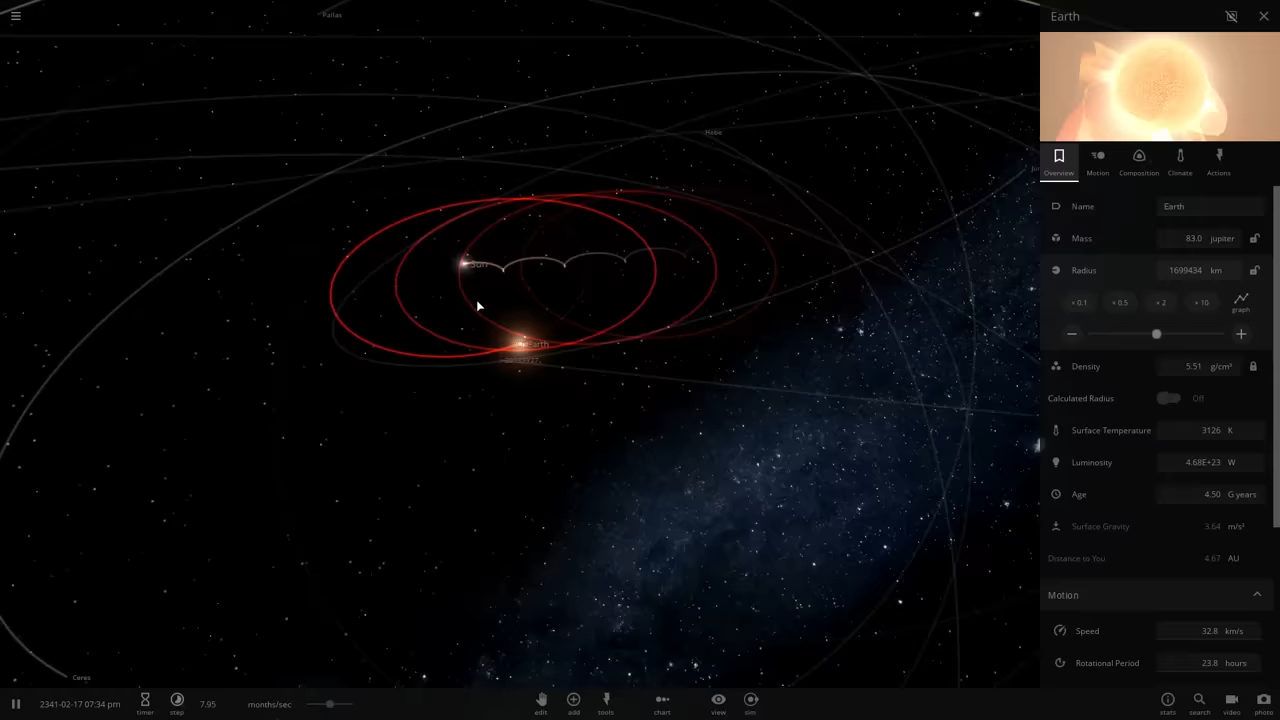 Pallas
Earth
Hebe
Overview
Motion
Composition
Climate
Actions
Name
Earth
Mass
83.0 jupiter
Radius
1699434 km
× 0.1
× 0.5
× 2
× 10
graph
Sun
Earth
Density
5.51 g/cm³
Calculated Radius
Off
Surface Temperature
3126 K
Luminosity
4.68E+23 W
Age
4.50 G years
Surface Gravity
3.64 m/s²
Distance to You
4.67 AU
Motion
Speed
32.8 km/s
Rotational Period
23.8 hours
Ceres
2341-02-17 07:34 pm
timer
step
7.95 months/sec
edit
add
tools
chart
view
sim
stats
search
video
photo